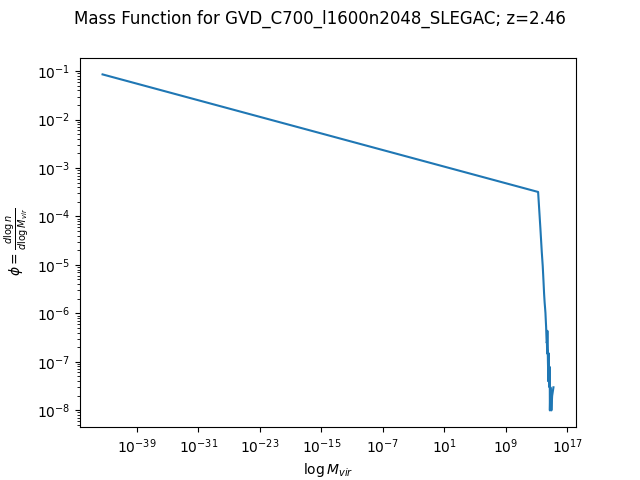 Mass Function for GVD_C700_l1600n2048_SLEGAC; z=2.46
10⁻¹
10⁻²
10⁻³
10⁻⁴
10⁻⁵
10⁻⁶
10⁻⁷
10⁻⁸
ϕ = d log n / d log M_vir
10⁻³⁹ 10⁻³¹ 10⁻²³ 10⁻¹⁵ 10⁻⁷ 10¹ 10⁹ 10¹⁷
log M_vir